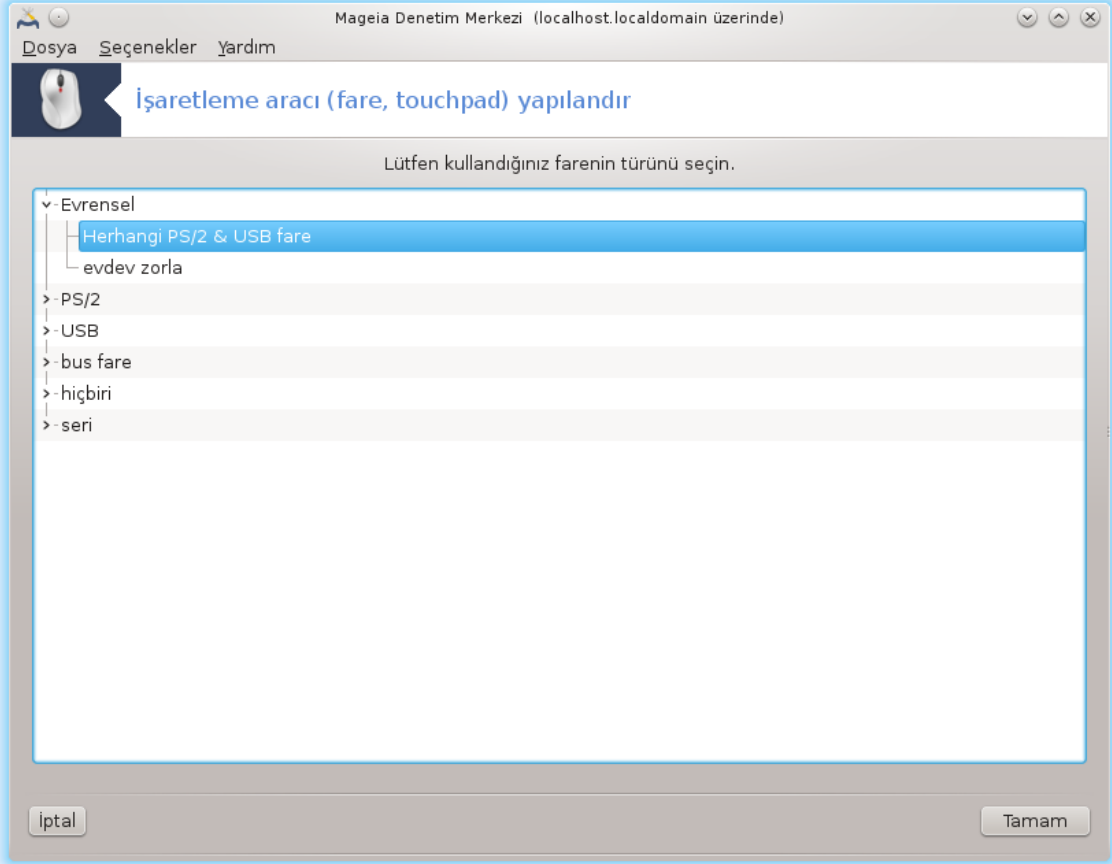 Mageia Denetim Merkezi (localhost.localdomain üzerinde)
Dosya Seçenekler Yardım
İşaretleme aracı (fare, touchpad) yapılandır
Lütfen kullandığınız farenin türünü seçin.
Evrensel
Herhangi PS/2 & USB fare
evdev zorla
PS/2
USB
bus fare
hiçbiri
seri
İptal Tamam